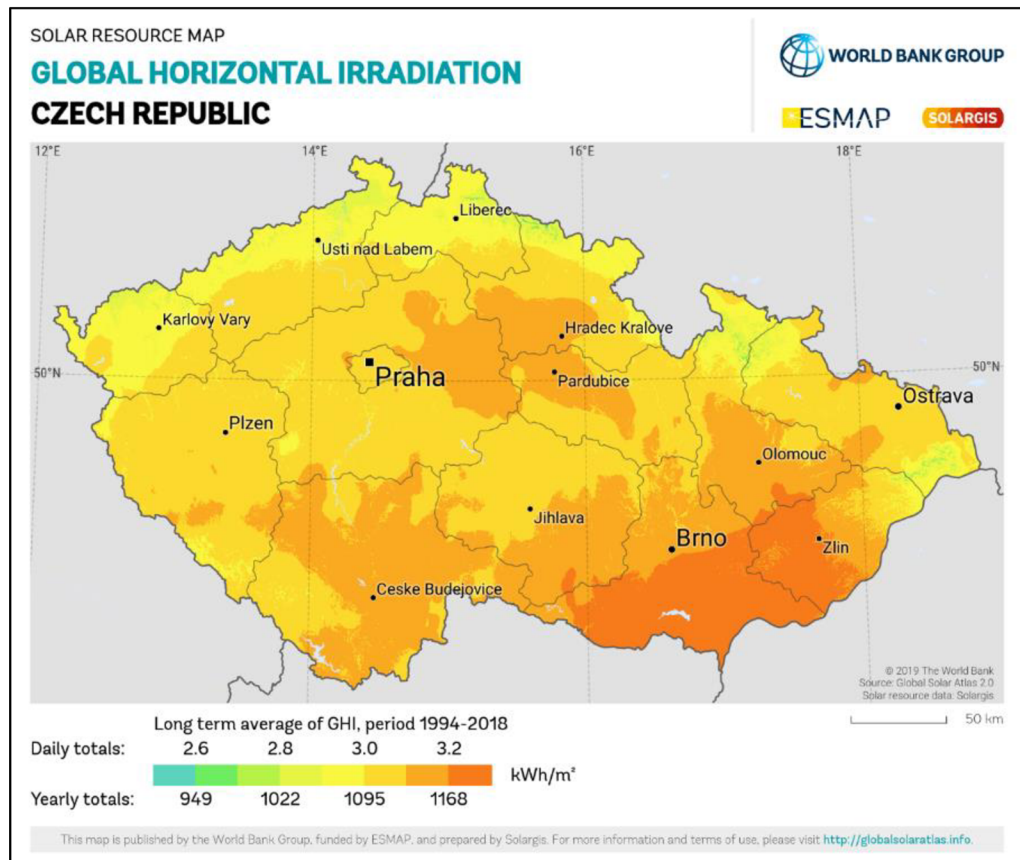 SOLAR RESOURCE MAP
GLOBAL HORIZONTAL IRRADIATION
CZECH REPUBLIC
WORLD BANK GROUP
ESMAP
SOLARGIS
12°E
14°E
16°E
18°E
Liberec
Usti nad Labem
Karlovy Vary
Hradec Kralove
50°N
50°N
Praha
Pardubice
Ostrava
Plzen
Olomouc
Jihlava
Brno
Zlin
Ceske Budejovice
© 2019 The World Bank
Source: Global Solar Atlas 2.0
Solar resource data: Solargis
50 km
Long term average of GHI, period 1994-2018
Daily totals: 2.6 2.8 3.0 3.2
kWh/m²
Yearly totals: 949 1022 1095 1168
This map is published by the World Bank Group, funded by ESMAP, and prepared by Solargis. For more information and terms of use, please visit http://globalsolaratlas.info.